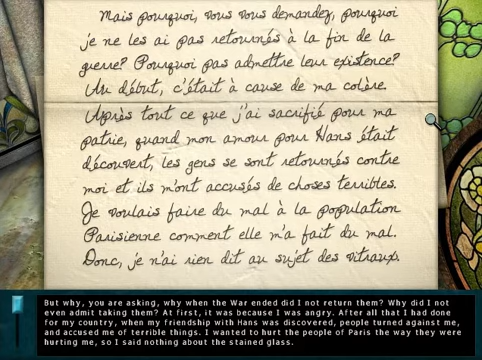 Mais pourquoi, vous vous demandez, pourquoi
je ne les ai pas retournés à la fin de la
guerre? Pourquoi pas admettre leur existence?
Au début, c'était à cause de ma colère.
Après tout ce que j'ai sacrifié pour ma
patrie, quand mon amour pour Hans était
découvert, les gens se sont retournés contre
moi et ils m'ont accusés de choses terribles.
Je voulais faire du mal à la population
Parisienne comment elle m'a fait du mal.
Donc, je n'ai rien dit au sujet des vitraux.
But why, you are asking, why when the War ended did I not return them? Why did I not
even admit taking them? At first, it was because I was angry. After all that I had done
for my country, when my friendship with Hans was discovered, people turned against me,
and accused me of terrible things. I wanted to hurt the people of Paris the way they were
hurting me, so I said nothing about the stained glass.